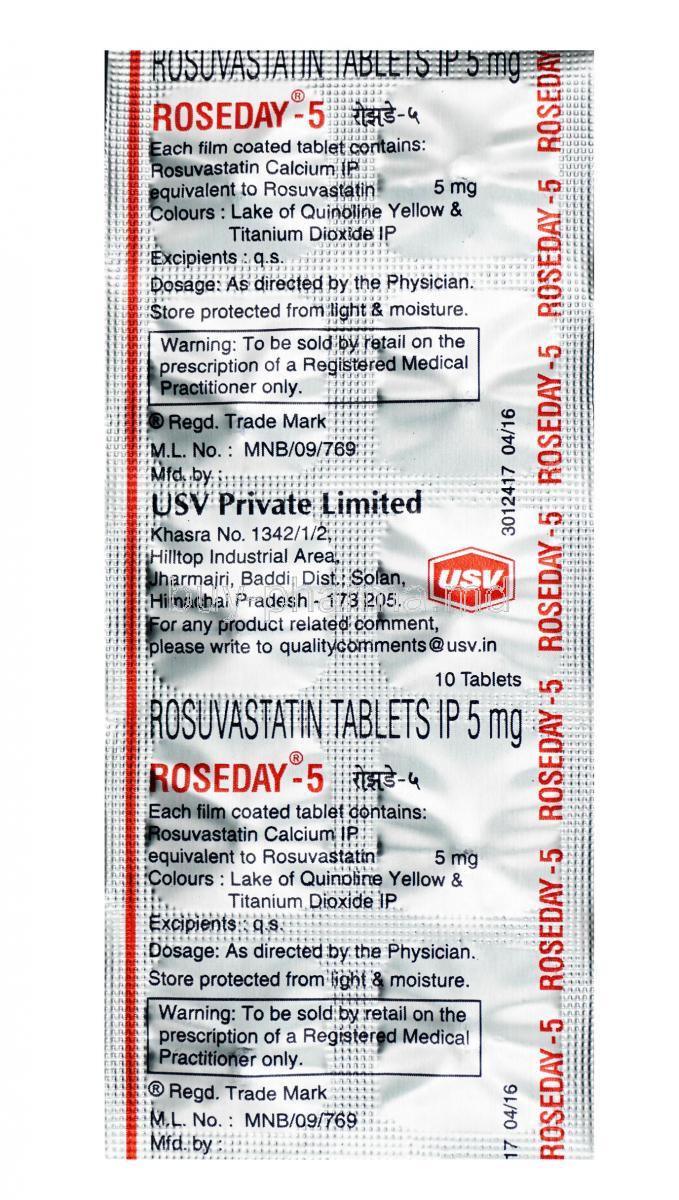 ROSUVASTATIN TABLETS IP 5 mg
ROSEDAY®-5 रोझडे-५
Each film coated tablet contains:
Rosuvastatin Calcium IP
equivalent to Rosuvastatin 5 mg
Colours : Lake of Quinoline Yellow &
Titanium Dioxide IP
Excipients : q.s.
Dosage: As directed by the Physician.
Store protected from light & moisture.
Warning: To be sold by retail on the
prescription of a Registered Medical
Practitioner only.
® Regd. Trade Mark
M.L. No. : MNB/09/769
Mfd. by :
USV Private Limited
Khasra No. 1342/1/2,
Hilltop Industrial Area,
Jharmajri, Baddi, Dist.: Solan,
Himachal Pradesh - 173 205.
For any product related comment,
please write to qualitycomments@usv.in
USV
10 Tablets
3012417 04/16
ROSUVASTATIN TABLETS IP 5 mg
ROSEDAY®-5 रोझडे-५
Each film coated tablet contains:
Rosuvastatin Calcium IP
equivalent to Rosuvastatin 5 mg
Colours : Lake of Quinoline Yellow &
Titanium Dioxide IP
Excipients : q.s.
Dosage: As directed by the Physician.
Store protected from light & moisture.
Warning: To be sold by retail on the
prescription of a Registered Medical
Practitioner only.
® Regd. Trade Mark
M.L. No. : MNB/09/769
Mfd. by :
17 04/16
ROSEDAY-5 ROSEDAY-5 ROSEDAY-5 ROSEDAY-5 ROSEDAY-5 ROSEDAY-5 ROSEDAY
buy-pharma.md